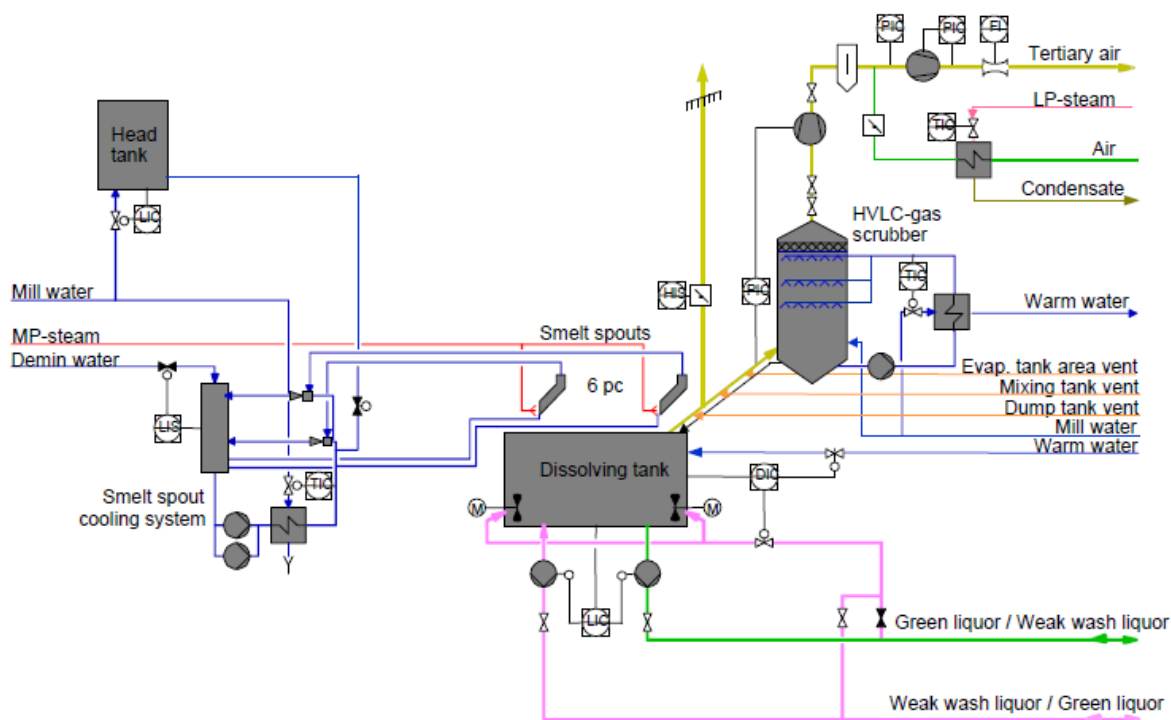 PIC
PIC
FI
Tertiary air
LP-steam
TIC
Air
Condensate
Head
tank
LIC
HVLC-gas
scrubber
TIC
HIS
PIC
Mill water
Warm water
MP-steam
Smelt spouts
Demin water
6 pc
Evap. tank area vent
Mixing tank vent
Dump tank vent
LIS
Mill water
Warm water
Dissolving tank
DIC
TIC
Smelt spout
cooling system
M
M
LIC
Green liquor / Weak wash liquor
Weak wash liquor / Green liquor